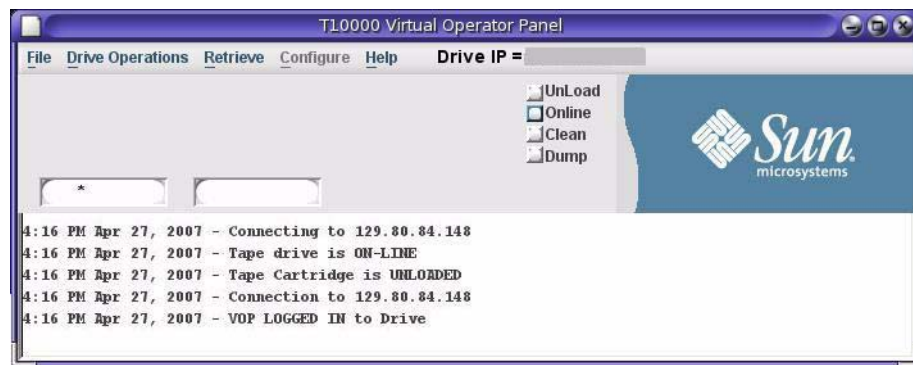 T10000 Virtual Operator Panel
File Drive Operations Retrieve Configure Help Drive IP =
UnLoad
Online
Clean
Dump
Sun
microsystems
*
4:16 PM Apr 27, 2007 - Connecting to 129.80.84.148
4:16 PM Apr 27, 2007 - Tape drive is ON-LINE
4:16 PM Apr 27, 2007 - Tape Cartridge is UNLOADED
4:16 PM Apr 27, 2007 - Connection to 129.80.84.148
4:16 PM Apr 27, 2007 - VOP LOGGED IN to Drive